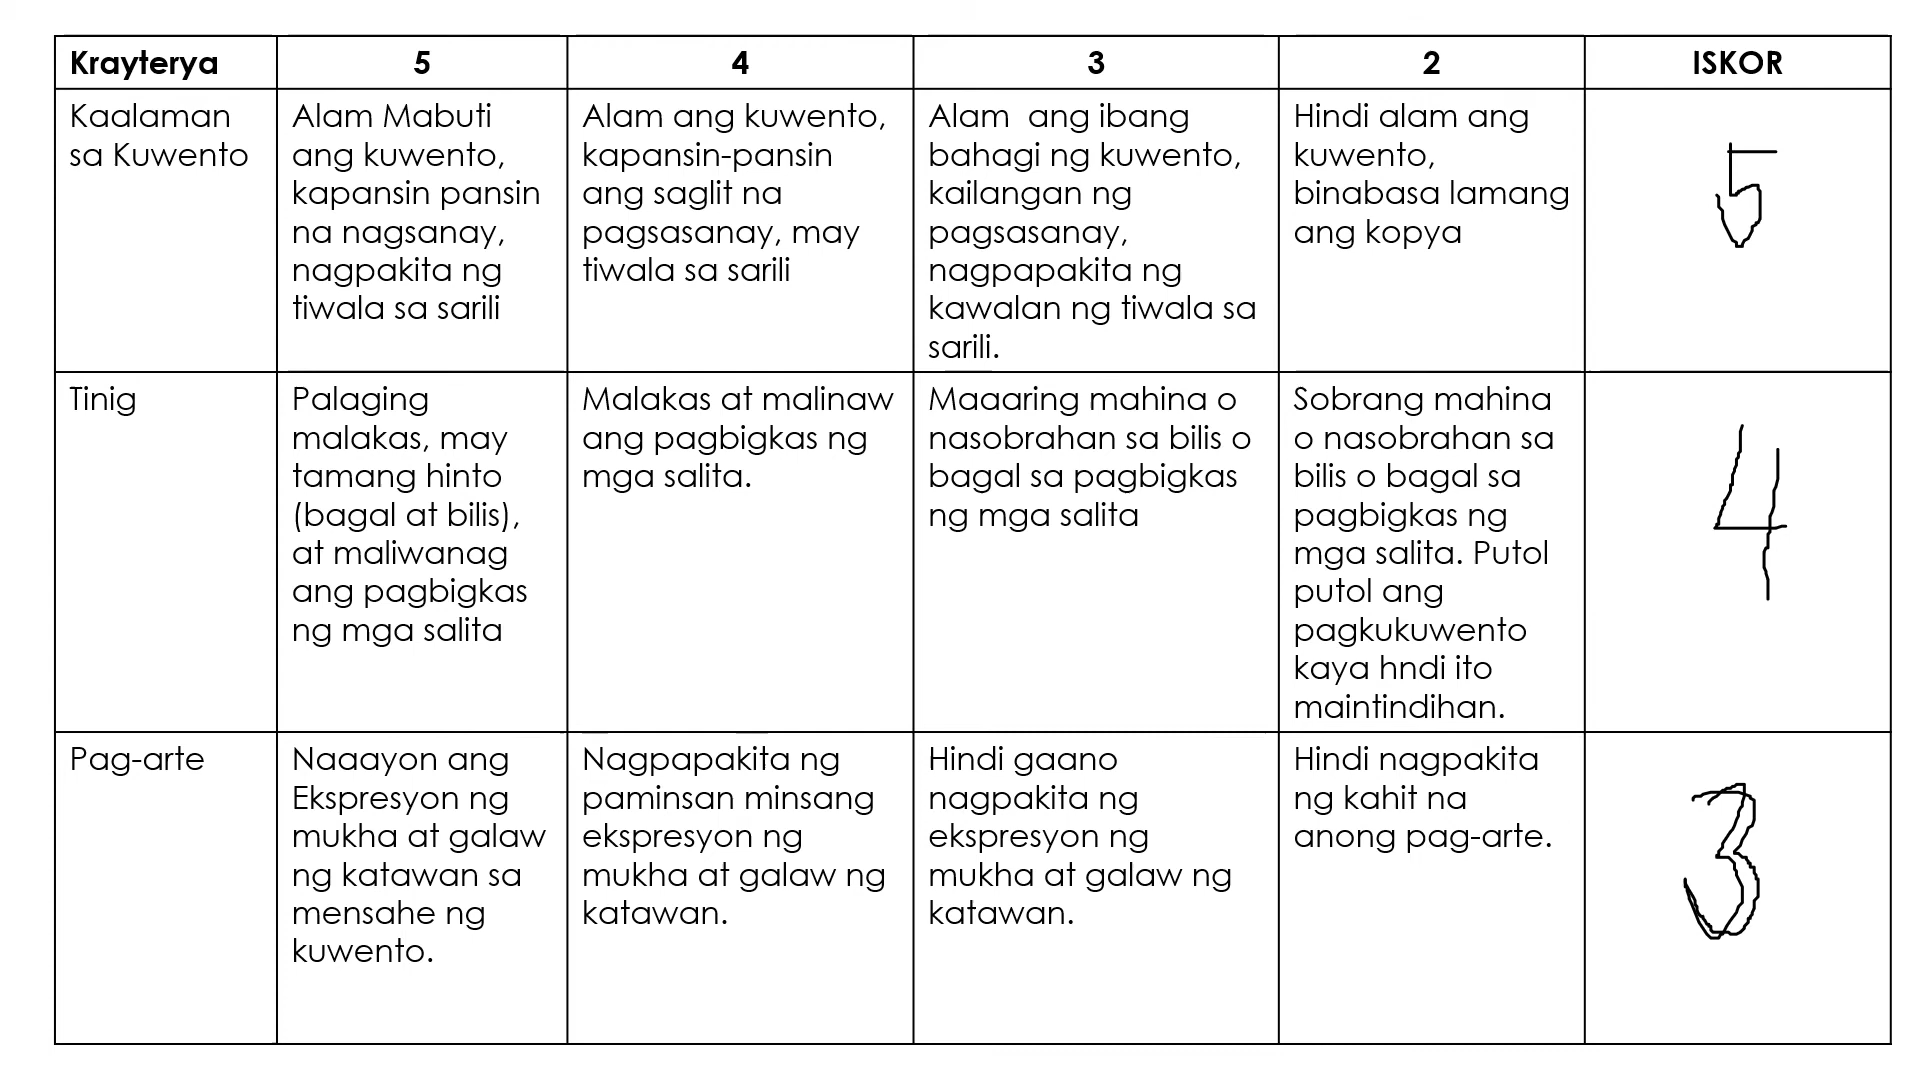 Krayterya 5 4 3 2 ISKOR
Kaalaman
sa Kuwento
Alam Mabuti
ang kuwento,
kapansin pansin
na nagsanay,
nagpakita ng
tiwala sa sarili
Alam ang kuwento,
kapansin-pansin
ang saglit na
pagsasanay, may
tiwala sa sarili
Alam ang ibang
bahagi ng kuwento,
kailangan ng
pagsasanay,
nagpapakita ng
kawalan ng tiwala sa
sarili.
Hindi alam ang
kuwento,
binabasa lamang
ang kopya
5
Tinig
Palaging
malakas, may
tamang hinto
(bagal at bilis),
at maliwanag
ang pagbigkas
ng mga salita
Malakas at malinaw
ang pagbigkas ng
mga salita.
Maaaring mahina o
nasobrahan sa bilis o
bagal sa pagbigkas
ng mga salita
Sobrang mahina
o nasobrahan sa
bilis o bagal sa
pagbigkas ng
mga salita. Putol
putol ang
pagkukuwento
kaya hndi ito
maintindihan.
4
Pag-arte
Naaayon ang
Ekspresyon ng
mukha at galaw
ng katawan sa
mensahe ng
kuwento.
Nagpapakita ng
paminsan minsang
ekspresyon ng
mukha at galaw ng
katawan.
Hindi gaano
nagpakita ng
ekspresyon ng
mukha at galaw ng
katawan.
Hindi nagpakita
ng kahit na
anong pag-arte.
3